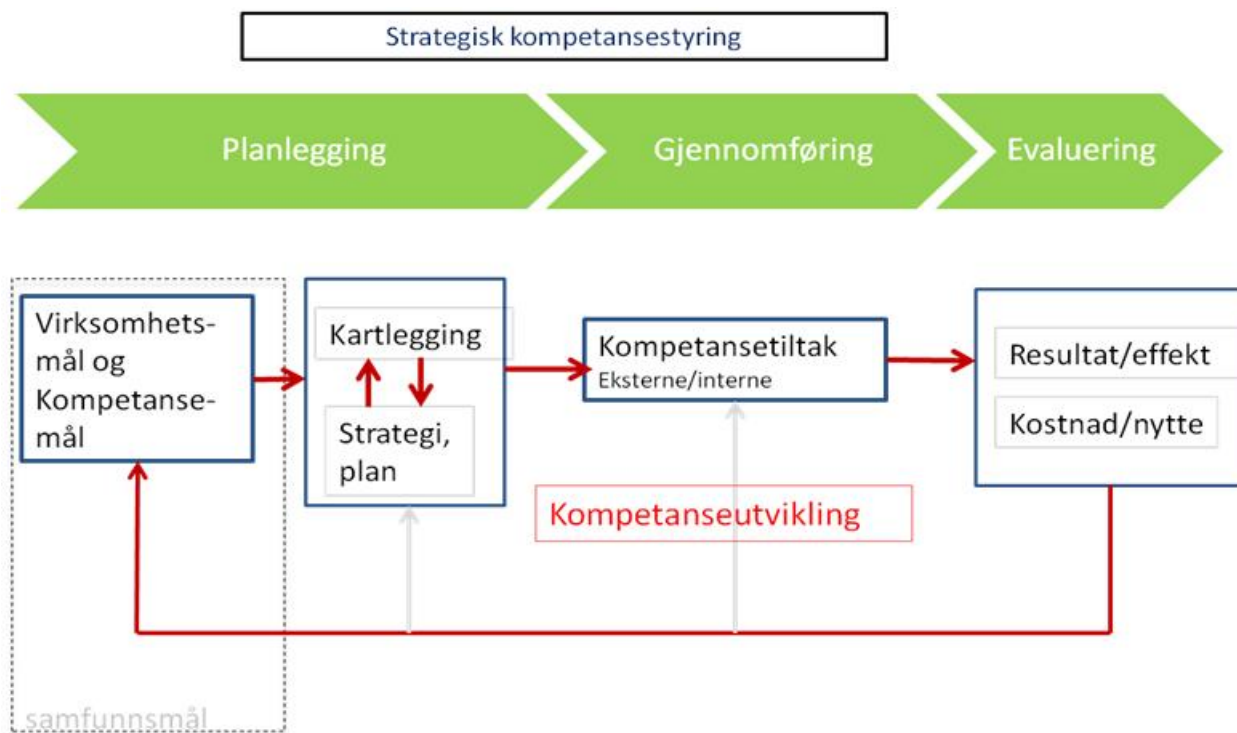 Strategisk kompetansestyring
Planlegging
Gjennomføring
Evaluering
Virksomhets-
mål og
Kompetanse-
mål
Kartlegging
Strategi,
plan
Kompetansetiltak
Eksterne/interne
Resultat/effekt
Kostnad/nytte
Kompetanseutvikling
samfunnsmål